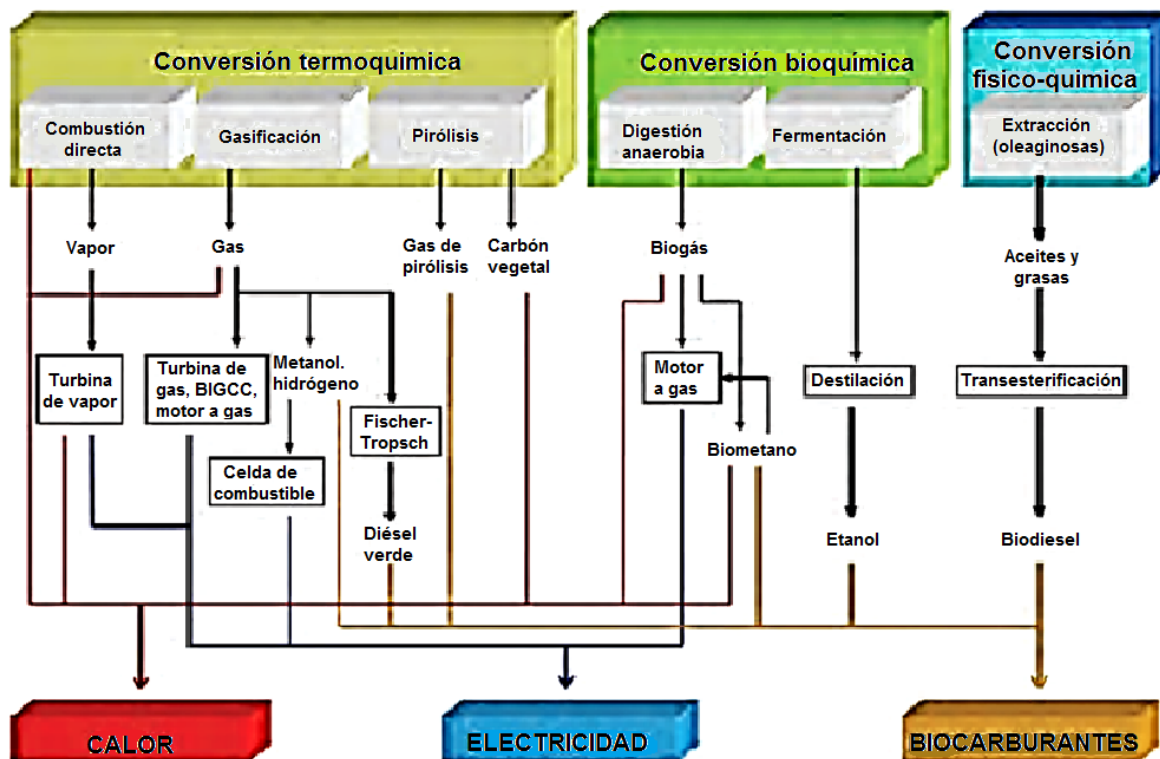 Conversión termoquimica
Combustión
directa
Gasificación
Pirólisis
Conversión bioquímica
Digestión
anaerobia
Fermentación
Conversión
fisico-quimica
Extracción
(oleaginosas)
Vapor
Gas
Gas de
pirólisis
Carbón
vegetal
Biogás
Aceites y
grasas
Turbina
de vapor
Turbina de
gas, BIGCC,
motor a gas
Metanol.
hidrógeno
Fischer-
Tropsch
Celda de
combustible
Diésel
verde
Motor
a gas
Biometano
Destilación
Etanol
Transesterificación
Biodiesel
CALOR
ELECTRICIDAD
BIOCARBURANTES